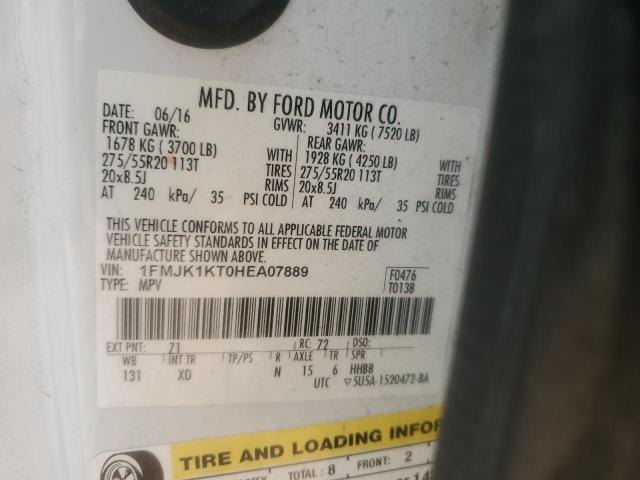 MFD. BY FORD MOTOR CO.
DATE: 06/16 GVWR: 3411 KG ( 7520 LB)
FRONT GAWR: REAR GAWR:
1678 KG ( 3700 LB) WITH 1928 KG ( 4250 LB) WITH
275/55R20 113T TIRES 275/55R20 113T TIRES
20x8.5J RIMS 20x8.5J RIMS
AT 240 kPa/ 35 PSI COLD AT 240 kPa/ 35 PSI COLD
THIS VEHICLE CONFORMS TO ALL APPLICABLE FEDERAL MOTOR
VEHICLE SAFETY STANDARDS IN EFFECT ON THE DATE OF
MANUFACTURE SHOWN ABOVE.
VIN: 1FMJK1KT0HEA07889 F0476
TYPE: MPV T0138
EXT PNT: 71 RC: 72 DSO:
WB INT TR TP/PS R AXLE TR SPR
131 XD N 15 6 HHBB
UTC ▽5U5A-1520472-BA
TIRE AND LOADING INFOR
TOTAL: 8 FRONT: 2